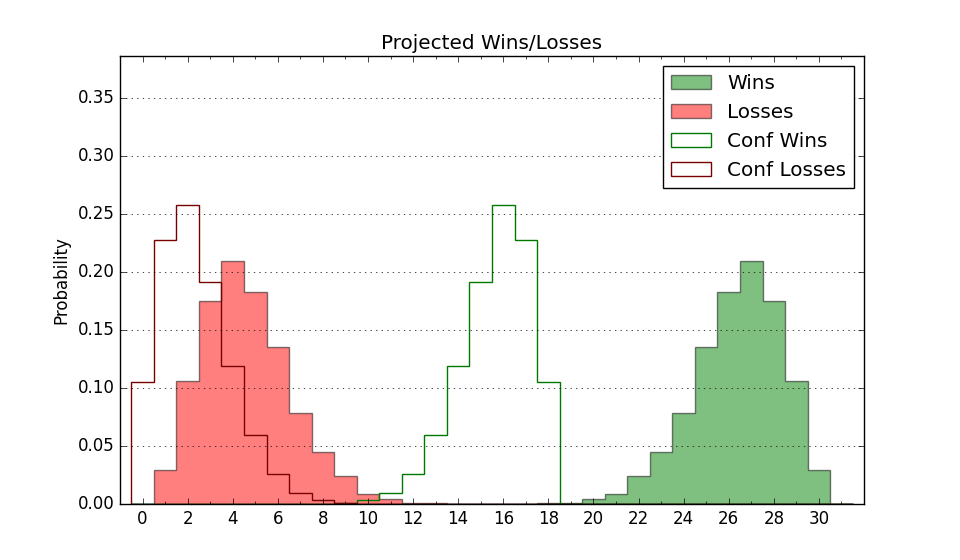 Projected Wins/Losses
Wins
Losses
Conf Wins
Conf Losses
Probability
0.35
0.30
0.25
0.20
0.15
0.10
0.05
0.00
0 2 4 6 8 10 12 14 16 18 20 22 24 26 28 30